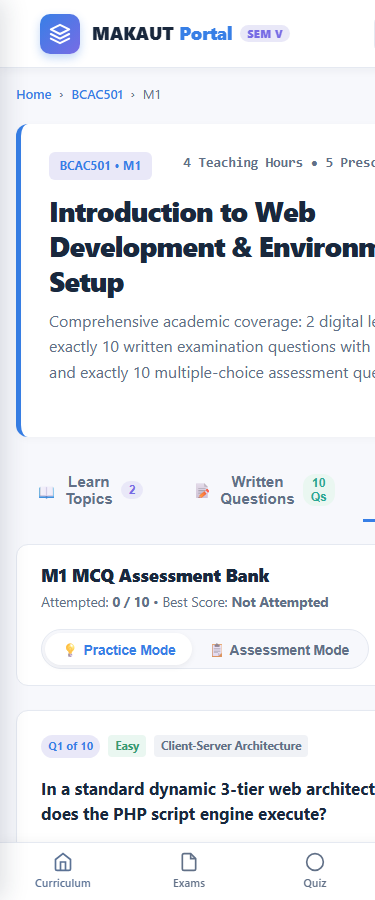 MAKAUT Portal SEM V
Home › BCAC501 › M1
BCAC501 • M1
4 Teaching Hours • 5 Presc
Introduction to Web
Development & Environm
Setup
Comprehensive academic coverage: 2 digital le
exactly 10 written examination questions with
and exactly 10 multiple-choice assessment que
Learn Topics 2
Written Questions 10 Qs
M1 MCQ Assessment Bank
Attempted: 0 / 10 • Best Score: Not Attempted
Practice Mode
Assessment Mode
Q1 of 10 Easy Client-Server Architecture
In a standard dynamic 3-tier web architect
does the PHP script engine execute?
Curriculum
Exams
Quiz